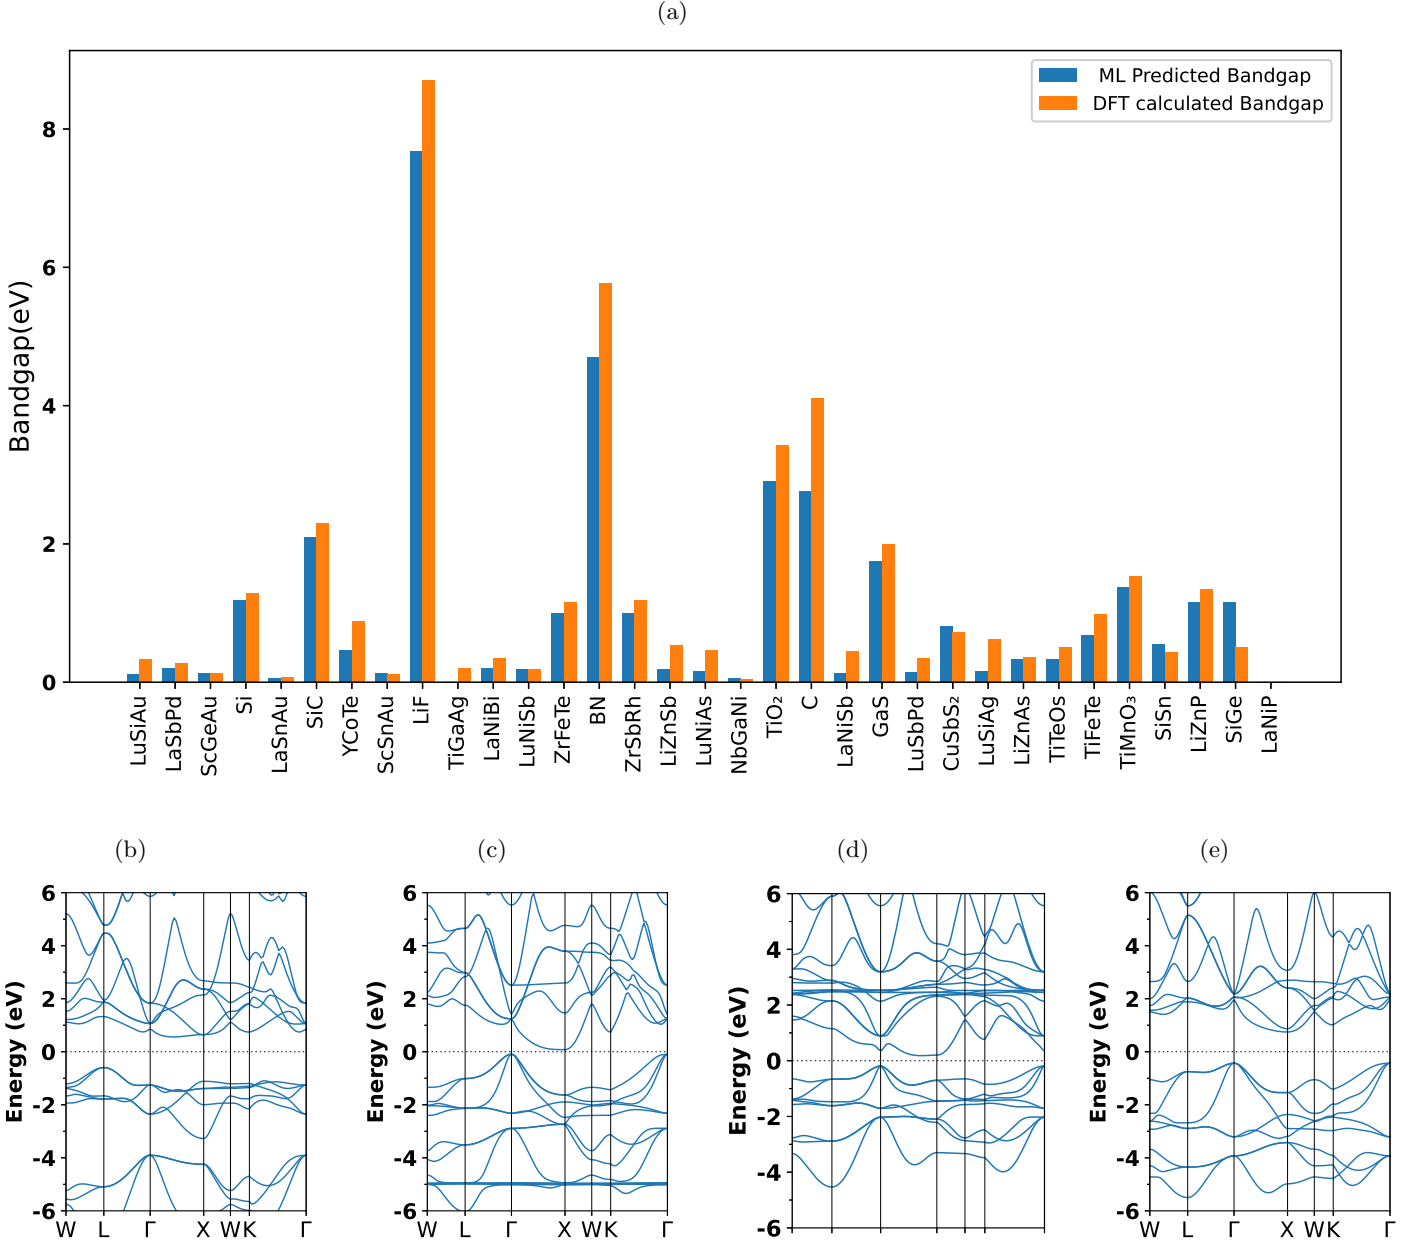 (a)
ML Predicted Bandgap
DFT calculated Bandgap
Bandgap(eV)
8
6
4
2
0
LuSiAu
LaSbPd
ScGeAu
Si
LaSnAu
SiC
YCoTe
ScSnAu
LiF
TiGaAg
LaNiBi
LuNiSb
ZrFeTe
BN
ZrSbRh
LiZnSb
LuNiAs
NbGaNi
TiO₂
C
LaNiSb
GaS
LuSbPd
CuSbS₂
LuSiAg
LiZnAs
TiTeOs
TiFeTe
TiMnO₃
SiSn
LiZnP
SiGe
LaNiP
(b)
(c)
(d)
(e)
Energy (eV)
6
4
2
0
-2
-4
-6
W L Γ X W K Γ
Energy (eV)
6
4
2
0
-2
-4
-6
W L Γ X W K Γ
Energy (eV)
6
4
2
0
-2
-4
-6
Energy (eV)
6
4
2
0
-2
-4
-6
W L Γ X W K Γ